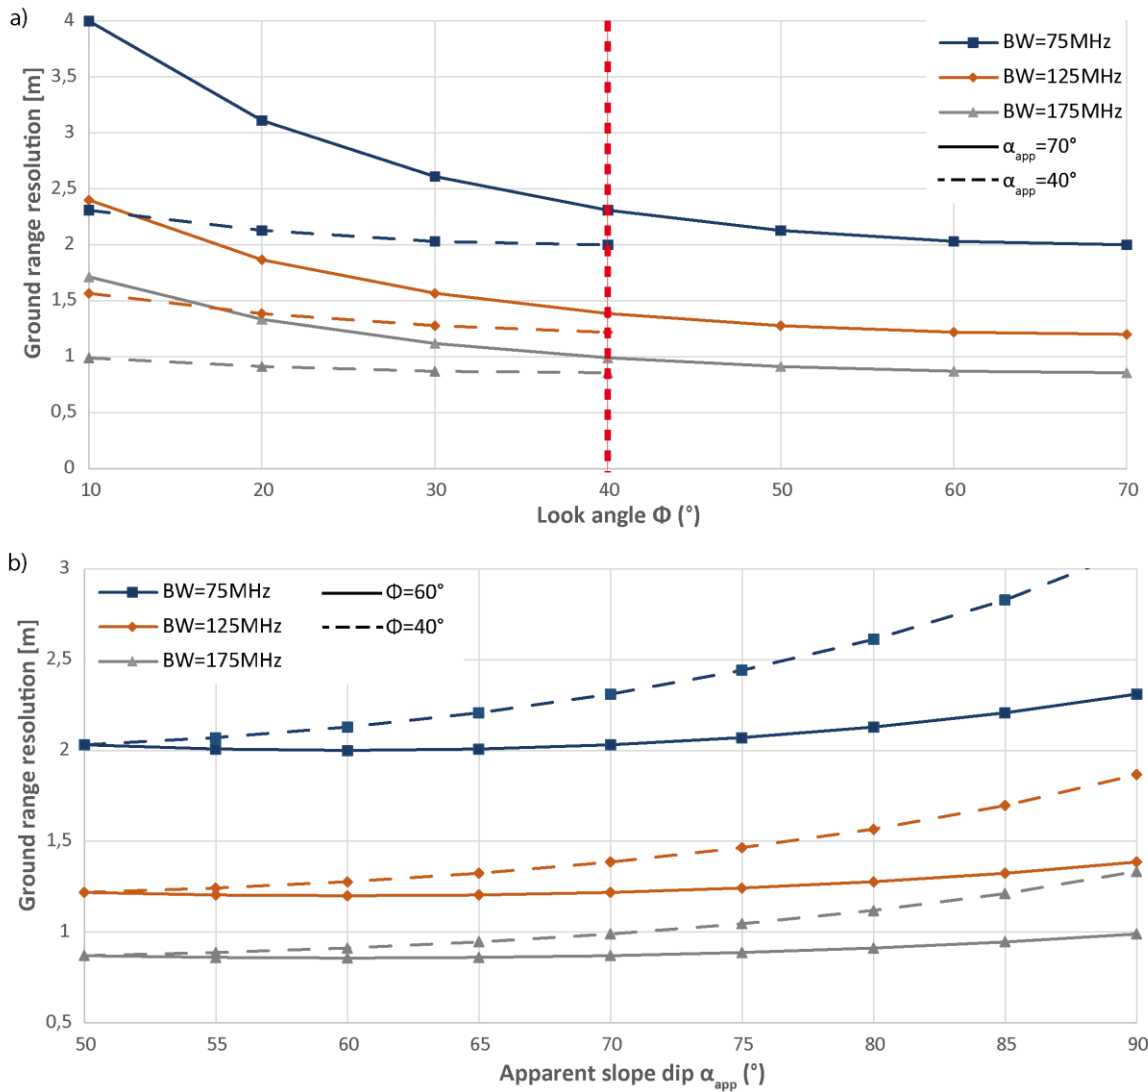 a)
4
3,5
3
2,5
2
1,5
1
0,5
0
Ground range resolution [m]
BW=75MHz
BW=125MHz
BW=175MHz
α_app=70°
α_app=40°
10 20 30 40 50 60 70
Look angle Φ (°)
b)
3
2,5
2
1,5
1
0,5
Ground range resolution [m]
BW=75MHz Φ=60°
BW=125MHz Φ=40°
BW=175MHz
50 55 60 65 70 75 80 85 90
Apparent slope dip α_app (°)